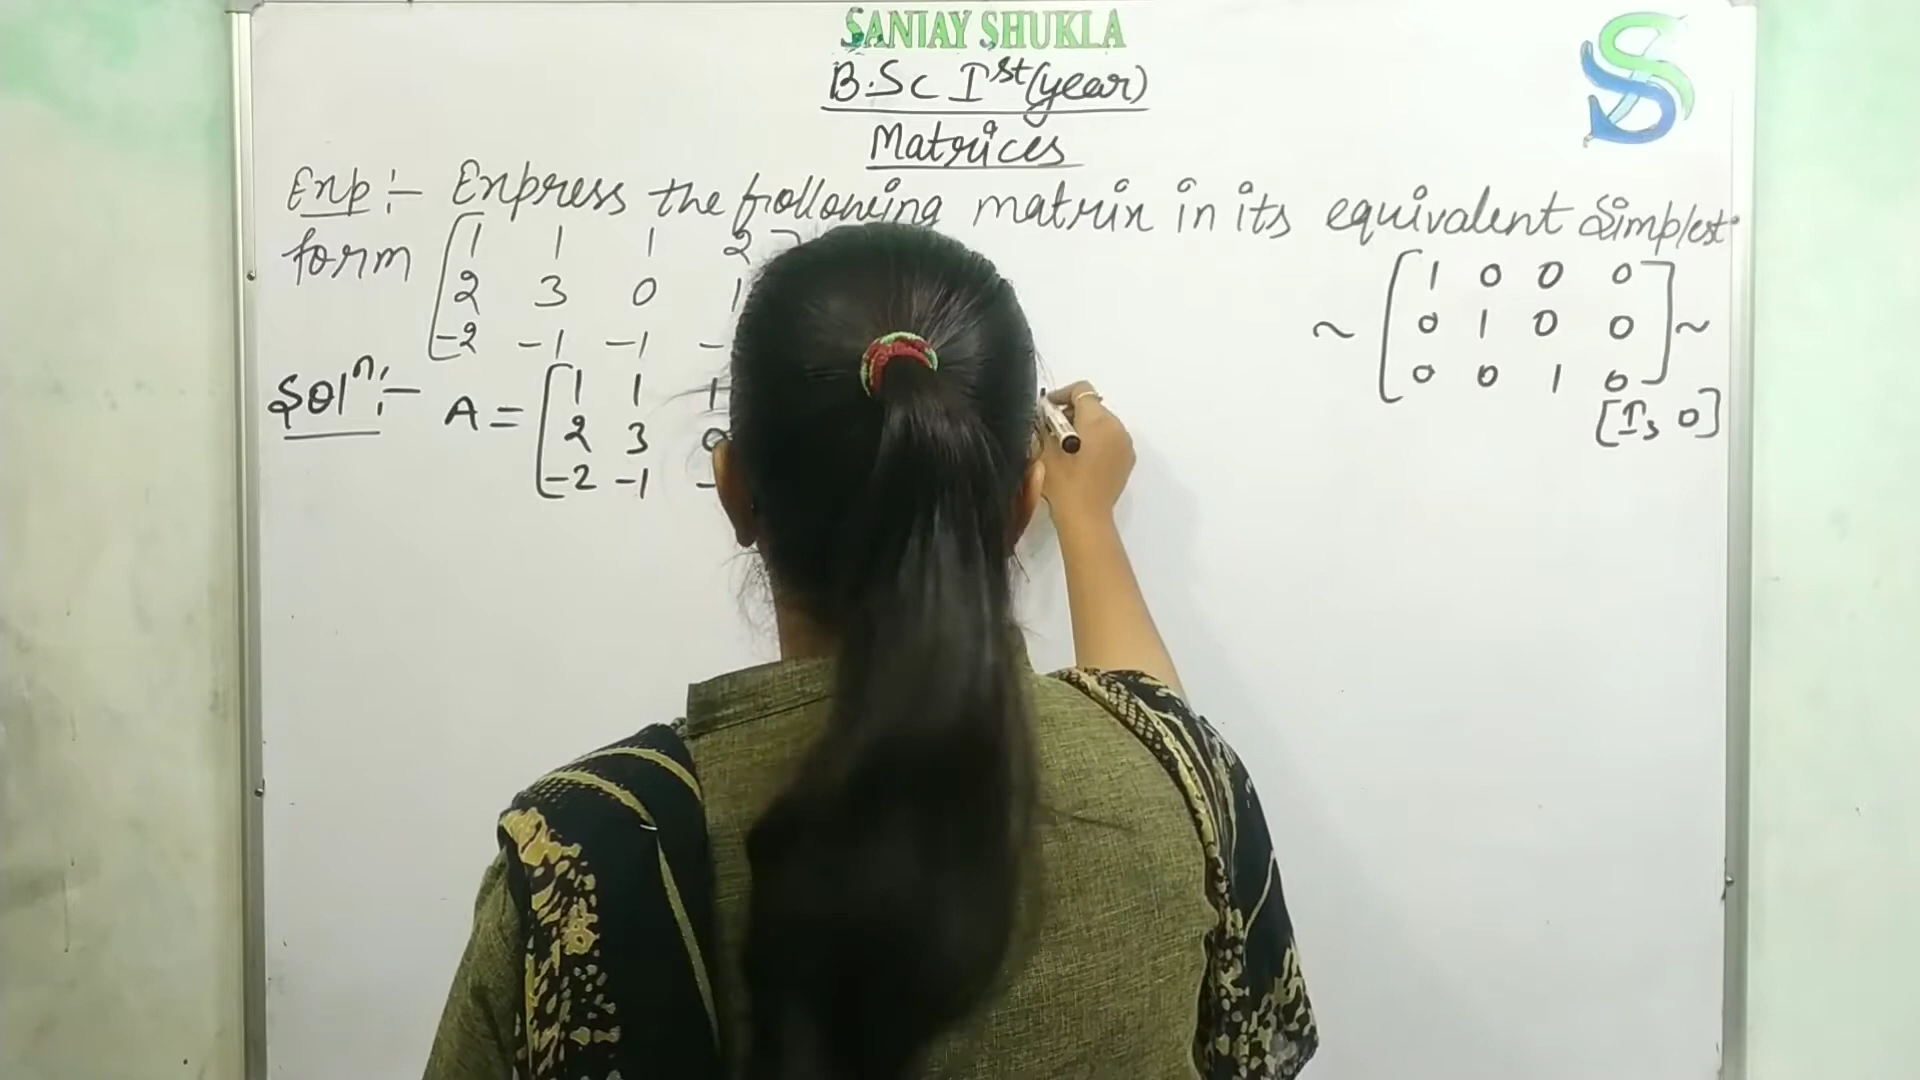 SANJAY SHUKLA
B.Sc Ist (year)
Matrices
Exp :- Express the following matrix in its equivalent Simplest
form [1 1 1 2
2 3 0 1
-2 -1 -1 -
~ [1 0 0 0
0 1 0 0
0 0 1 0] ~
[I3 0]
Solⁿ:- A = [1 1 1
2 3 0
-2 -1 -